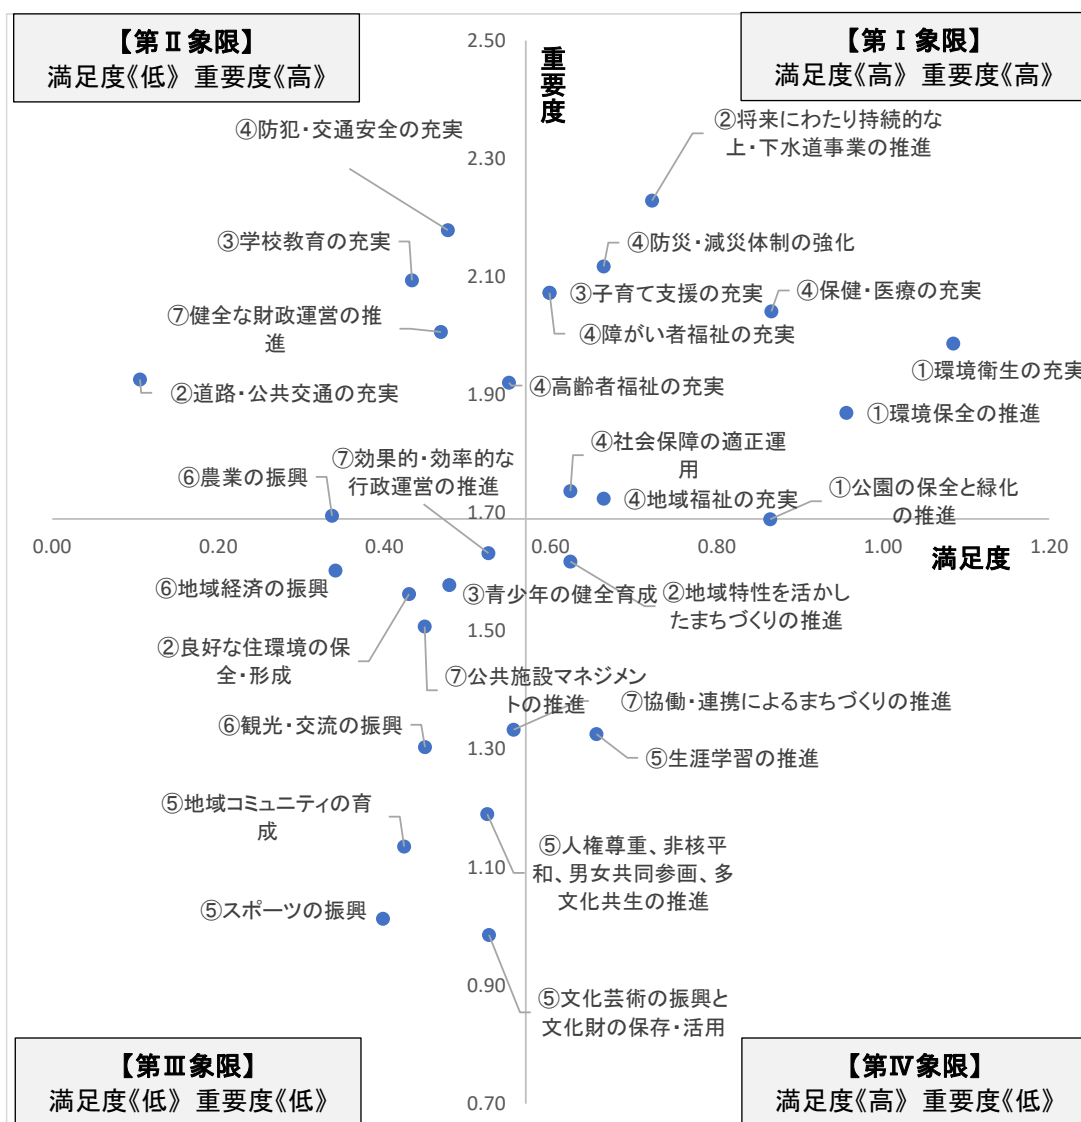 【第Ⅱ象限】
満足度《低》 重要度《高》
【第Ⅰ象限】
満足度《高》 重要度《高》
重要度
2.50
④防犯・交通安全の充実
②将来にわたり持続的な
上・下水道事業の推進
2.30
③学校教育の充実
④防災・減災体制の強化
2.10
③子育て支援の充実
④保健・医療の充実
⑦健全な財政運営の推
進
④障がい者福祉の充実
①環境衛生の充実
②道路・公共交通の充実
1.90
④高齢者福祉の充実
①環境保全の推進
④社会保障の適正運
用
⑦効果的・効率的な
行政運営の推進
⑥農業の振興
④地域福祉の充実
①公園の保全と緑化
の推進
1.70
0.00
0.20
0.40
0.60
0.80
1.00
1.20
満足度
⑥地域経済の振興
③青少年の健全育成
②地域特性を活かし
たまちづくりの推進
1.50
②良好な住環境の保
全・形成
⑦公共施設マネジメン
トの推進
⑦協働・連携によるまちづくりの推進
⑥観光・交流の振興
1.30
⑤生涯学習の推進
⑤地域コミュニティの育
成
⑤人権尊重、非核平
和、男女共同参画、多
文化共生の推進
1.10
⑤スポーツの振興
0.90
⑤文化芸術の振興と
文化財の保存・活用
【第Ⅲ象限】
満足度《低》 重要度《低》
【第Ⅳ象限】
満足度《高》 重要度《低》
0.70